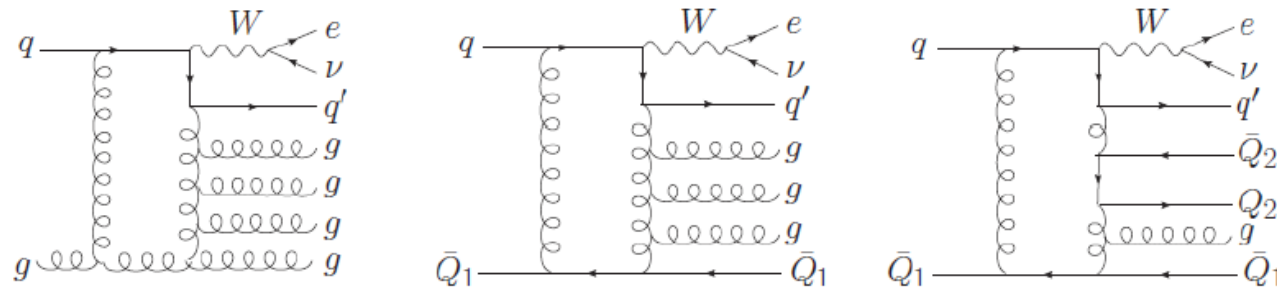 q W e ν q' g g g g g
q W e ν q' g g g Q̄₁ Q̄₁
q W e ν q' Q̄₂ Q₂ g Q̄₁ Q̄₁